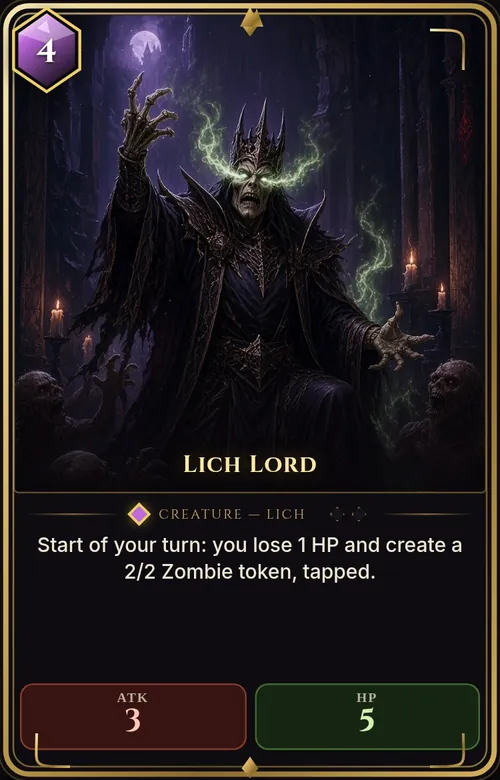 4
Lich Lord
CREATURE — LICH
Start of your turn: you lose 1 HP and create a
2/2 Zombie token, tapped.
ATK
3
HP
5